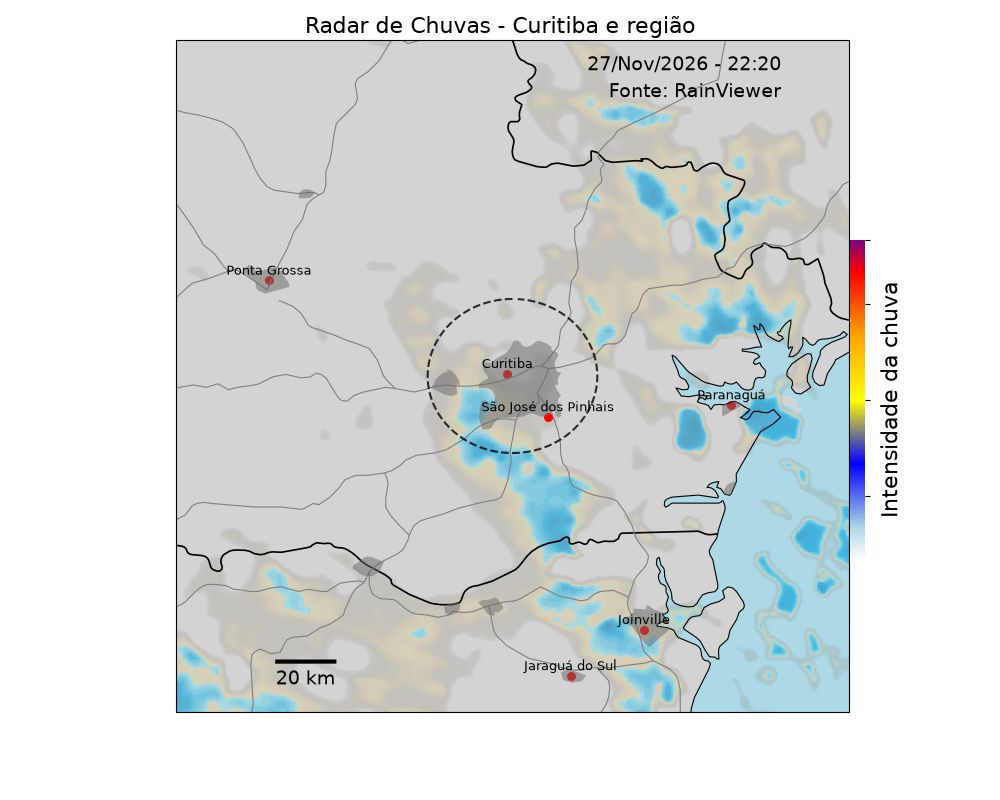 Radar de Chuvas - Curitiba e região
27/Nov/2026 - 22:20
Fonte: RainViewer
Ponta Grossa
Curitiba
São José dos Pinhais
Paranaguá
Joinville
Jaraguá do Sul
20 km
Intensidade da chuva